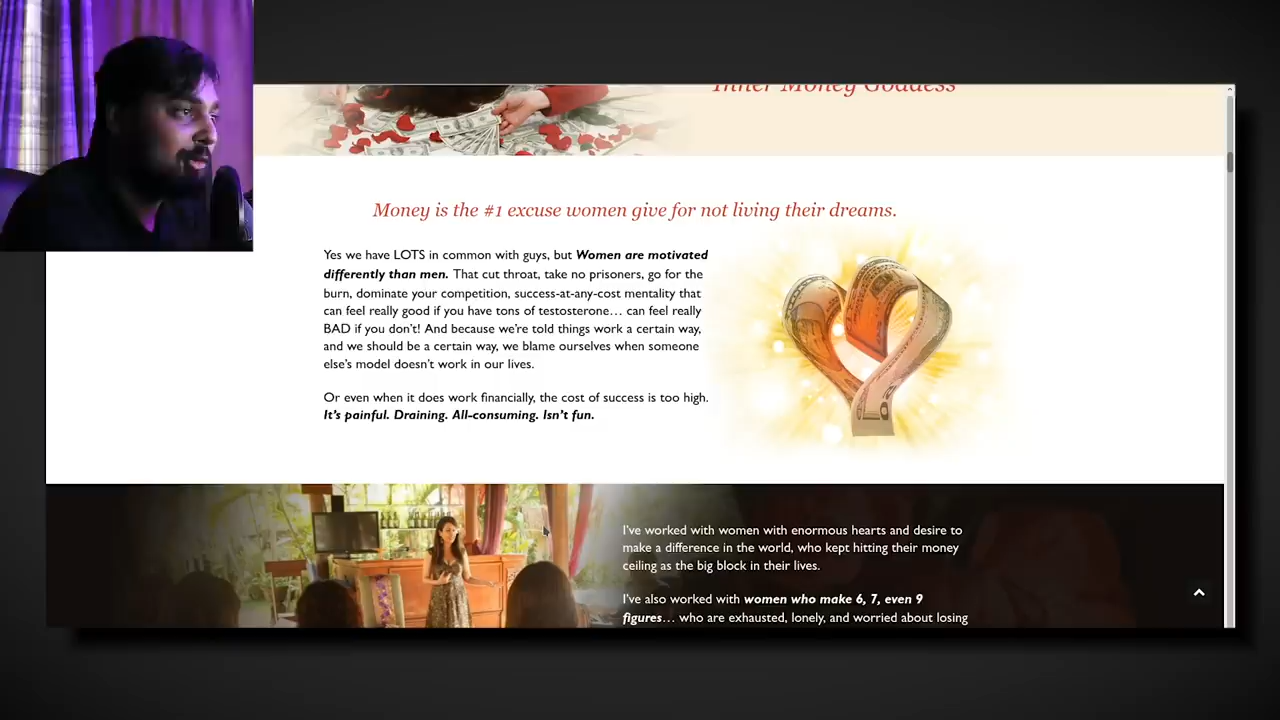 Inner Money Goddess
Money is the #1 excuse women give for not living their dreams.
Yes we have LOTS in common with guys, but Women are motivated
differently than men. That cut throat, take no prisoners, go for the
burn, dominate your competition, success-at-any-cost mentality that
can feel really good if you have tons of testosterone… can feel really
BAD if you don’t! And because we’re told things work a certain way,
and we should be a certain way, we blame ourselves when someone
else’s model doesn’t work in our lives.
Or even when it does work financially, the cost of success is too high.
It’s painful. Draining. All-consuming. Isn’t fun.
I’ve worked with women with enormous hearts and desire to
make a difference in the world, who kept hitting their money
ceiling as the big block in their lives.
I’ve also worked with women who make 6, 7, even 9
figures… who are exhausted, lonely, and worried about losing